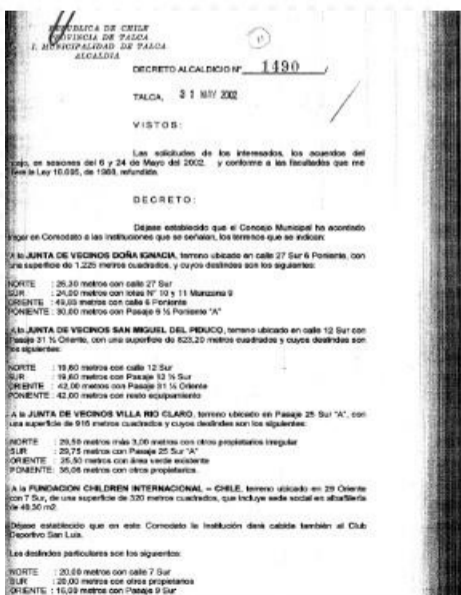 REPUBLICA DE CHILE
PROVINCIA DE TALCA
I. MUNICIPALIDAD DE TALCA
ALCALDIA
DECRETO ALCALDICIO Nº 1490 /
TALCA, 31 MAY 2002
VISTOS:
Las solicitudes de los interesados, los acuerdos del
en sesiones del 6 y 24 de Mayo del 2002. y conforme a las facultades que me
la Ley 18.695, de 1988, refundida.
DECRETO:
Déjase establecido que el Concejo Municipal ha acordado
en Comodato a las instituciones que se señalan, los terrenos que se indican:
A la JUNTA DE VECINOS DOÑA IGNACIA, terreno ubicado en calle 27 Sur 6 Poniente, con
una superficie de 1.225 metros cuadrados, y cuyos deslindes son los siguientes:
NORTE : 26,30 metros con calle 27 Sur
SUR : 24,00 metros con lotes Nº 10 y 11 Manzana 9
ORIENTE : 49,05 metros con calle 6 Poniente
PONIENTE : 30,00 metros con Pasaje 6 ½ Poniente "A"
A la JUNTA DE VECINOS SAN MIGUEL DEL PIDUCO, terreno ubicado en calle 12 Sur con
Pasaje 31 ½ Oriente, con una superficie de 823,20 metros cuadrados y cuyos deslindes son
los siguientes:
NORTE : 19,60 metros con calle 12 Sur
SUR : 19,60 metros con Pasaje 12 ½ Sur
ORIENTE : 42,00 metros con Pasaje 31 ½ Oriente
PONIENTE : 42,00 metros con resto equipamiento
A la JUNTA DE VECINOS VILLA RIO CLARO, terreno ubicado en Pasaje 25 Sur "A", con
una superficie de 915 metros cuadrados y cuyos deslindes son los siguientes:
NORTE : 29,50 metros más 3,00 metros con otros propietarios irregular
SUR : 29,75 metros con Pasaje 25 Sur "A"
ORIENTE : 25,50 metros con área verde existente
PONIENTE: 36,06 metros con otros propietarios.
A la FUNDACION CHILDREN INTERNACIONAL – CHILE, terreno ubicado en 29 Oriente
con 7 Sur, de una superficie de 320 metros cuadrados, que incluye sede social en albañilería
de 49,30 m2.
Déjase establecido que en este Comodato la Institución dará cabida también al Club
Deportivo San Luis.
Los deslindes particulares son los siguientes:
NORTE : 20,00 metros con calle 7 Sur
SUR : 20,00 metros con otros propietarios
ORIENTE : 16,00 metros con Pasaje 9 Sur